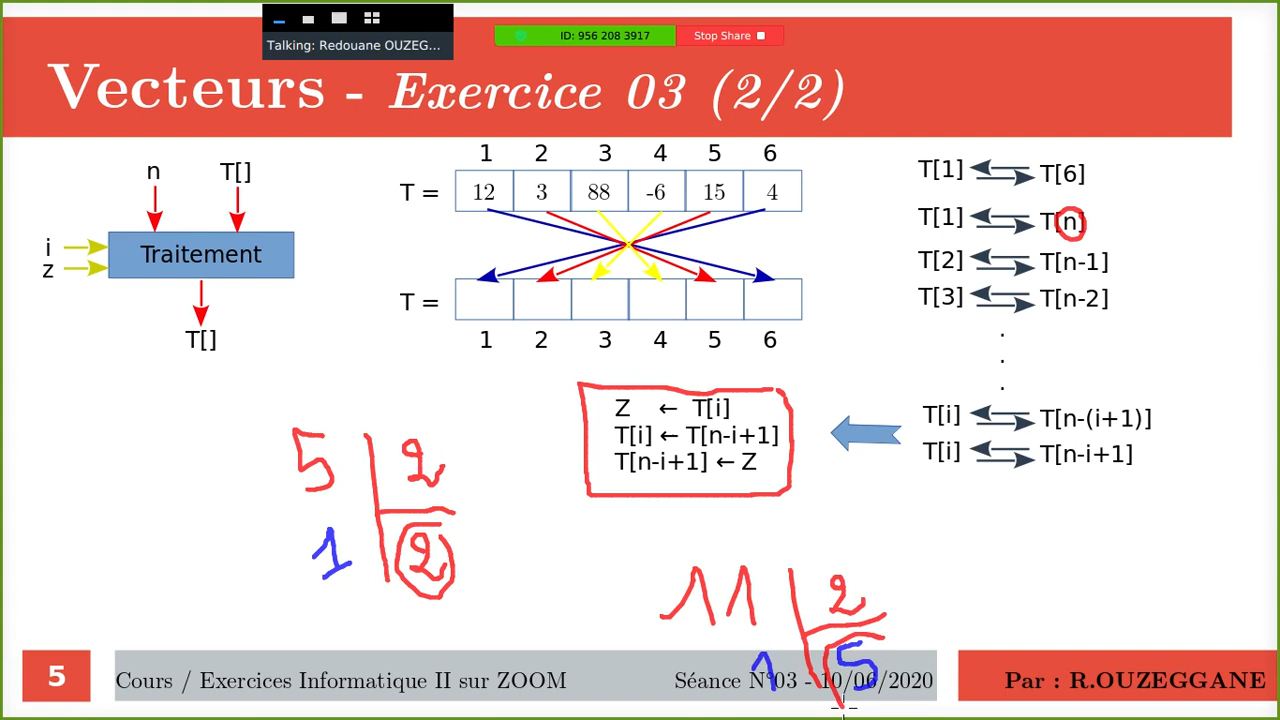 Talking: Redouane OUZEG...
ID: 956 208 3917 Stop Share
Vecteurs - Exercice 03 (2/2)
n T[]
i
z
Traitement
T[]
1 2 3 4 5 6
T = 12 3 88 -6 15 4
T =
1 2 3 4 5 6
T[1] T[6]
T[1] T[n]
T[2] T[n-1]
T[3] T[n-2]
.
.
.
T[i] T[n-(i+1)]
T[i] T[n-i+1]
Z ← T[i]
T[i] ← T[n-i+1]
T[n-i+1] ← Z
5 2
1 2
11 2
1 5
5 Cours / Exercices Informatique II sur ZOOM Séance N°03 - 10/06/2020 Par : R.OUZEGGANE